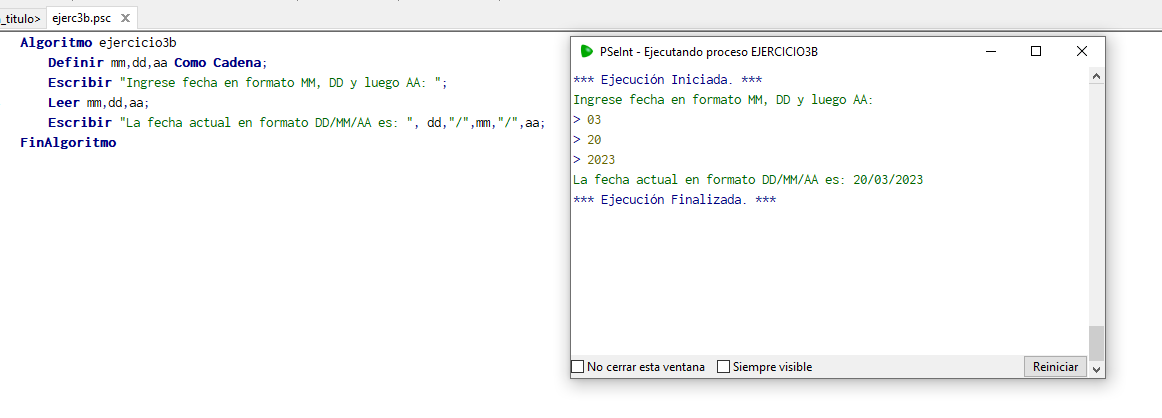 _titulo> ejerc3b.psc X
Algoritmo ejercicio3b
Definir mm,dd,aa Como Cadena;
Escribir "Ingrese fecha en formato MM, DD y luego AA: ";
Leer mm,dd,aa;
Escribir "La fecha actual en formato DD/MM/AA es: ", dd,"/",mm,"/",aa;
FinAlgoritmo
PSeInt - Ejecutando proceso EJERCICIO3B
*** Ejecución Iniciada. ***
Ingrese fecha en formato MM, DD y luego AA:
> 03
> 20
> 2023
La fecha actual en formato DD/MM/AA es: 20/03/2023
*** Ejecución Finalizada. ***
No cerrar esta ventana Siempre visible Reiniciar